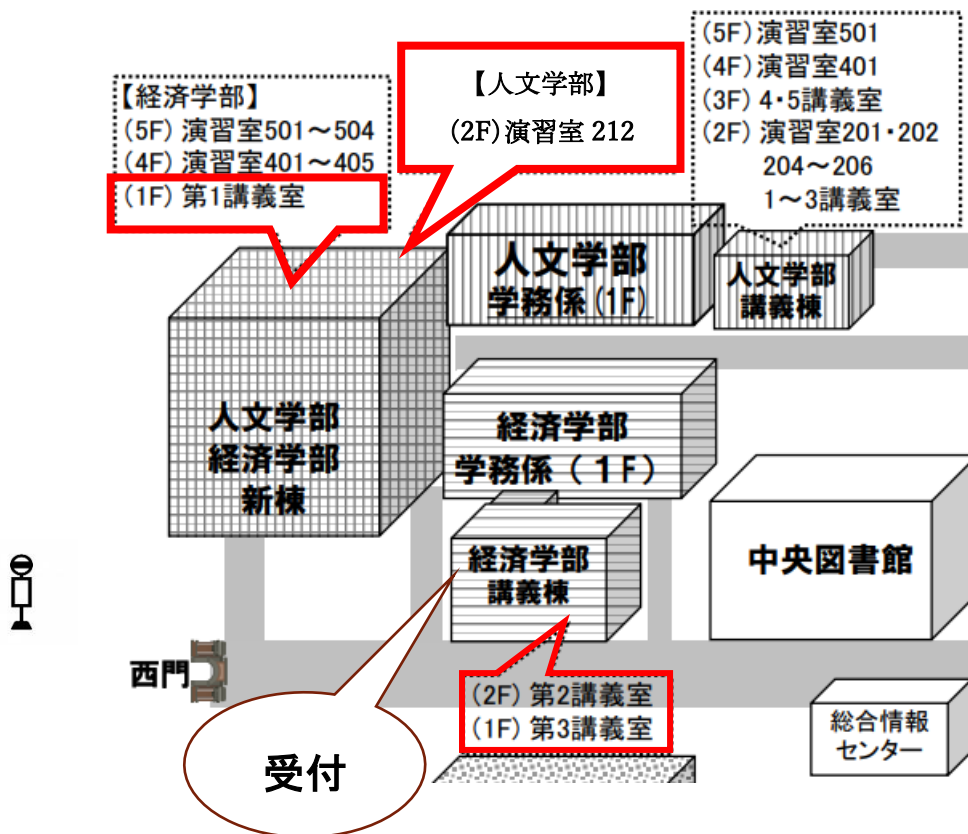 【経済学部】
(5F) 演習室501～504
(4F) 演習室401～405
(1F) 第1講義室
【人文学部】
(2F) 演習室 212
(5F) 演習室501
(4F) 演習室401
(3F) 4・5講義室
(2F) 演習室201・202
204～206
1～3講義室
人文学部
学務係(1F)
人文学部
講義棟
人文学部
経済学部
新棟
経済学部
学務係（1F）
経済学部
講義棟
中央図書館
西門
(2F) 第2講義室
(1F) 第3講義室
受付
総合情報
センター